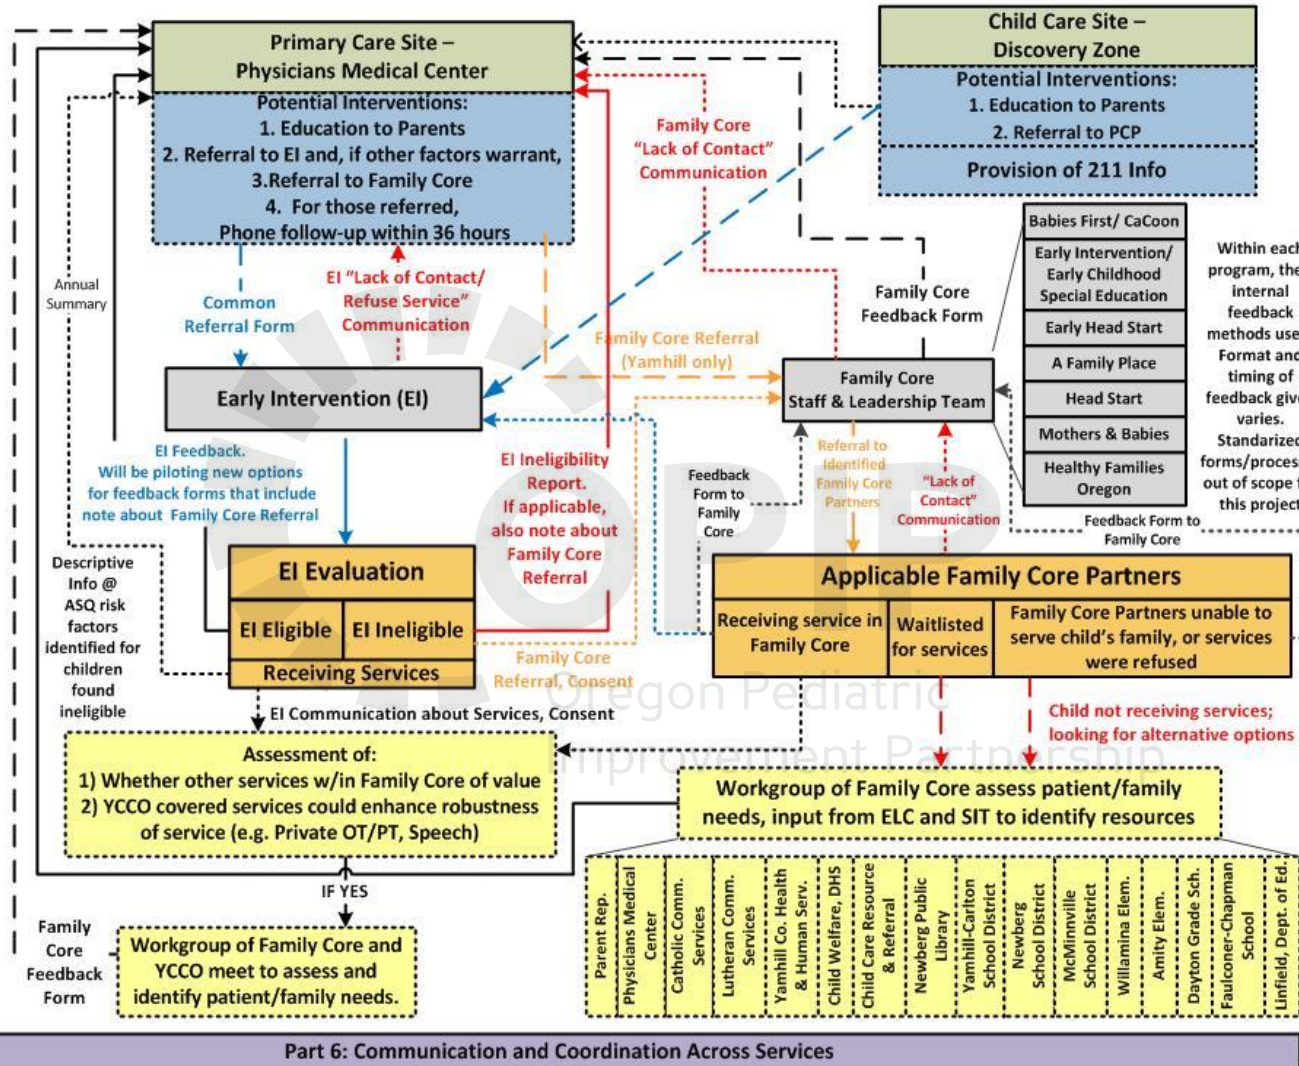 Primary Care Site –
Physicians Medical Center
Potential Interventions:
1. Education to Parents
2. Referral to EI and, if other factors warrant,
3.Referral to Family Core
4. For those referred,
Phone follow-up within 36 hours
Child Care Site –
Discovery Zone
Potential Interventions:
1. Education to Parents
2. Referral to PCP
Provision of 211 Info
Family Core
“Lack of Contact”
Communication
Babies First/ CaCoon
Early Intervention/
Early Childhood
Special Education
Early Head Start
A Family Place
Head Start
Mothers & Babies
Healthy Families
Oregon
Within each
program, the
internal
feedback
methods use
Format and
timing of
feedback give
varies.
Standarized
forms/process
out of scope f
this project
Annual
Summary
Common
Referral Form
EI “Lack of Contact/
Refuse Service”
Communication
Family Core
Feedback Form
Family Core Referral
(Yamhill only)
Early Intervention (EI)
Family Core
Staff & Leadership Team
EI Feedback.
Will be piloting new options
for feedback forms that include
note about Family Core Referral
EI Ineligibility
Report.
If applicable,
also note about
Family Core
Referral
Feedback
Form to
Family
Core
Referral to
Identified
Family Core
Partners
“Lack of
Contact”
Communication
Feedback Form to
Family Core
Descriptive
Info @
ASQ risk
factors
identified for
children
found
ineligible
EI Evaluation
EI Eligible
EI Ineligible
Receiving Services
Family Core
Referral, Consent
Applicable Family Core Partners
Receiving service in
Family Core
Waitlisted
for services
Family Core Partners unable to
serve child’s family, or services
were refused
OPIP
Oregon Pediatric
Improvement Partnership
EI Communication about Services, Consent
Child not receiving services;
looking for alternative options
Assessment of:
1) Whether other services w/in Family Core of value
2) YCCO covered services could enhance robustness
of service (e.g. Private OT/PT, Speech)
Workgroup of Family Core assess patient/family
needs, input from ELC and SIT to identify resources
IF YES
Family
Core
Feedback
Form
Workgroup of Family Core and
YCCO meet to assess and
identify patient/family needs.
Parent Rep.
Physicians Medical
Center
Catholic Comm.
Services
Lutheran Comm.
Services
Yamhill Co. Health
& Human Serv.
Child Welfare, DHS
Child Care Resource
& Referral
Newberg Public
Library
Yamhill-Carlton
School District
Newberg
School District
McMinnville
School District
Willamina Elem.
Amity Elem.
Dayton Grade Sch.
Faulconer-Chapman
School
Linfield, Dept. of Ed.
Part 6: Communication and Coordination Across Services